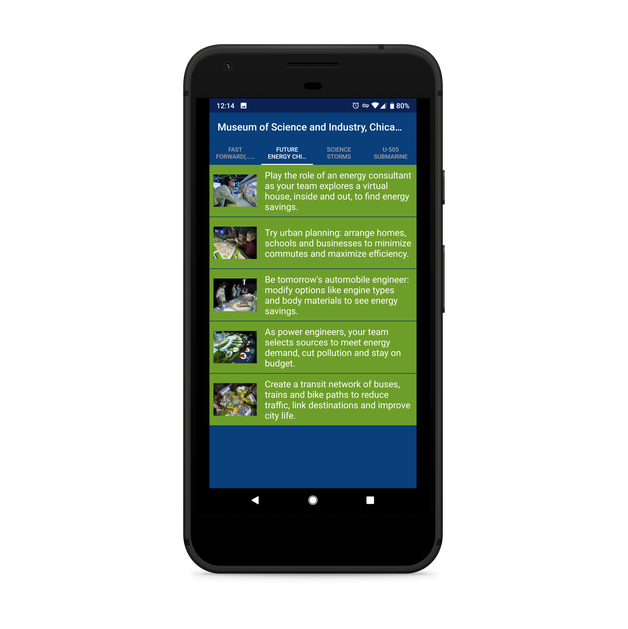 12:14 80%
Museum of Science and Industry, Chica...
FAST FUTURE SCIENCE U-505
FORWARD(..... ENERGY CHI... STORMS SUBMARINE
Play the role of an energy consultant
as your team explores a virtual
house, inside and out, to find energy
savings.
Try urban planning: arrange homes,
schools and businesses to minimize
commutes and maximize efficiency.
Be tomorrow's automobile engineer:
modify options like engine types
and body materials to see energy
savings.
As power engineers, your team
selects sources to meet energy
demand, cut pollution and stay on
budget.
Create a transit network of buses,
trains and bike paths to reduce
traffic, link destinations and improve
city life.